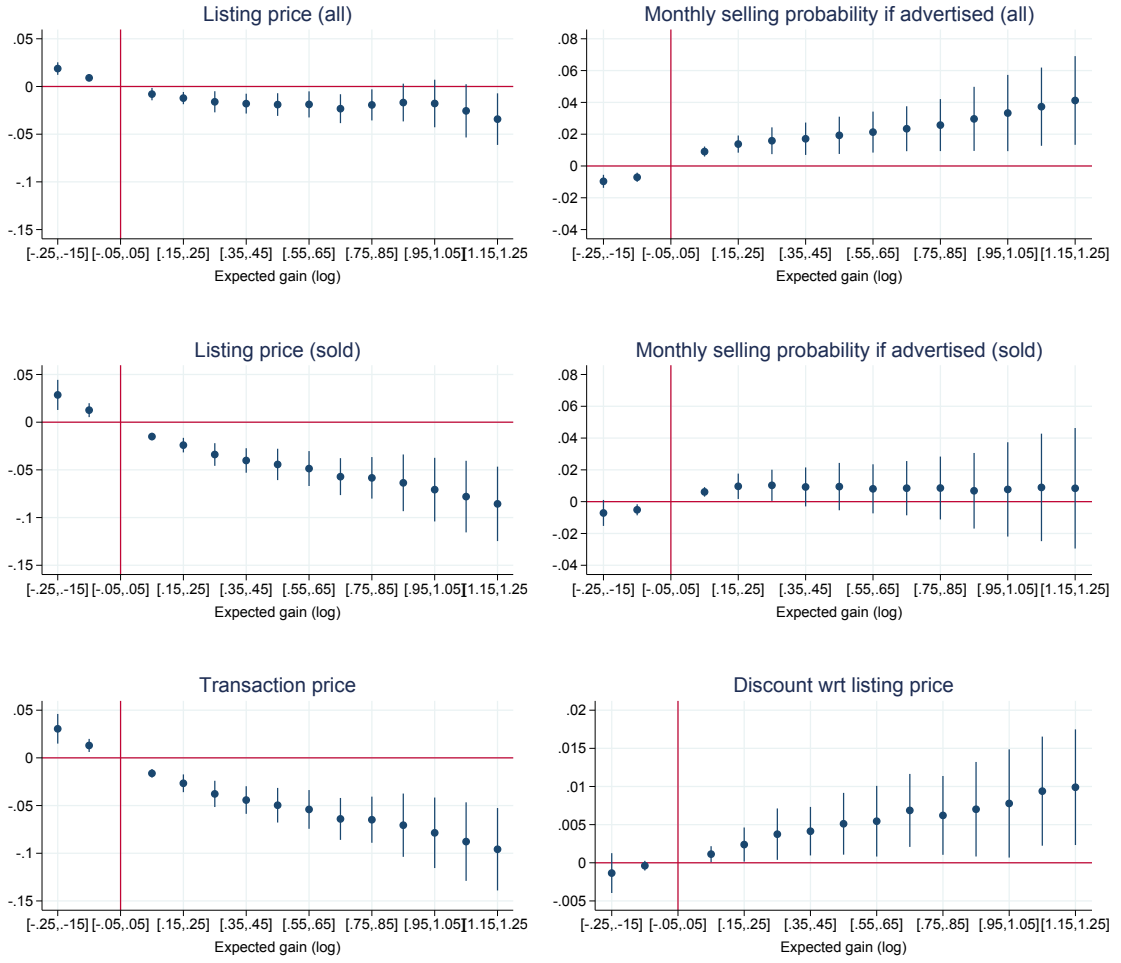 Listing price (all)
.05
0
-.05
-.1
-.15
[-.25,-.15] [-.05,.05] [.15,.25] [.35,.45] [.55,.65] [.75,.85] [.95,1.05] [1.15,1.25
Expected gain (log)
Monthly selling probability if advertised (all)
.08
.06
.04
.02
0
-.02
-.04
[-.25,-.15] [-.05,.05] [.15,.25] [.35,.45] [.55,.65] [.75,.85] [.95,1.05] [1.15,1.25
Expected gain (log)
Listing price (sold)
.05
0
-.05
-.1
-.15
[-.25,-.15] [-.05,.05] [.15,.25] [.35,.45] [.55,.65] [.75,.85] [.95,1.05] [1.15,1.25
Expected gain (log)
Monthly selling probability if advertised (sold)
.08
.06
.04
.02
0
-.02
-.04
[-.25,-.15] [-.05,.05] [.15,.25] [.35,.45] [.55,.65] [.75,.85] [.95,1.05] [1.15,1.25
Expected gain (log)
Transaction price
.05
0
-.05
-.1
-.15
[-.25,-.15] [-.05,.05] [.15,.25] [.35,.45] [.55,.65] [.75,.85] [.95,1.05] [1.15,1.25
Expected gain (log)
Discount wrt listing price
.02
.015
.01
.005
0
-.005
[-.25,-.15] [-.05,.05] [.15,.25] [.35,.45] [.55,.65] [.75,.85] [.95,1.05] [1.15,1.25
Expected gain (log)